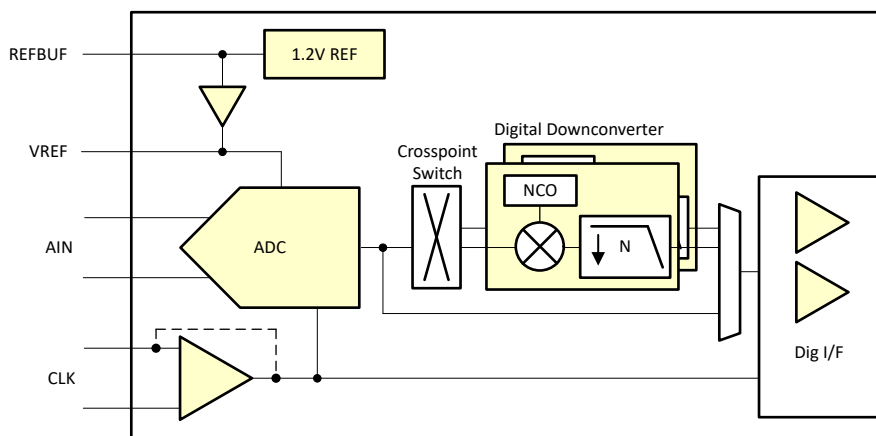 REFBUF
1.2V REF
VREF
Digital Downconverter
Crosspoint
Switch
NCO
AIN
ADC
N
Dig I/F
CLK